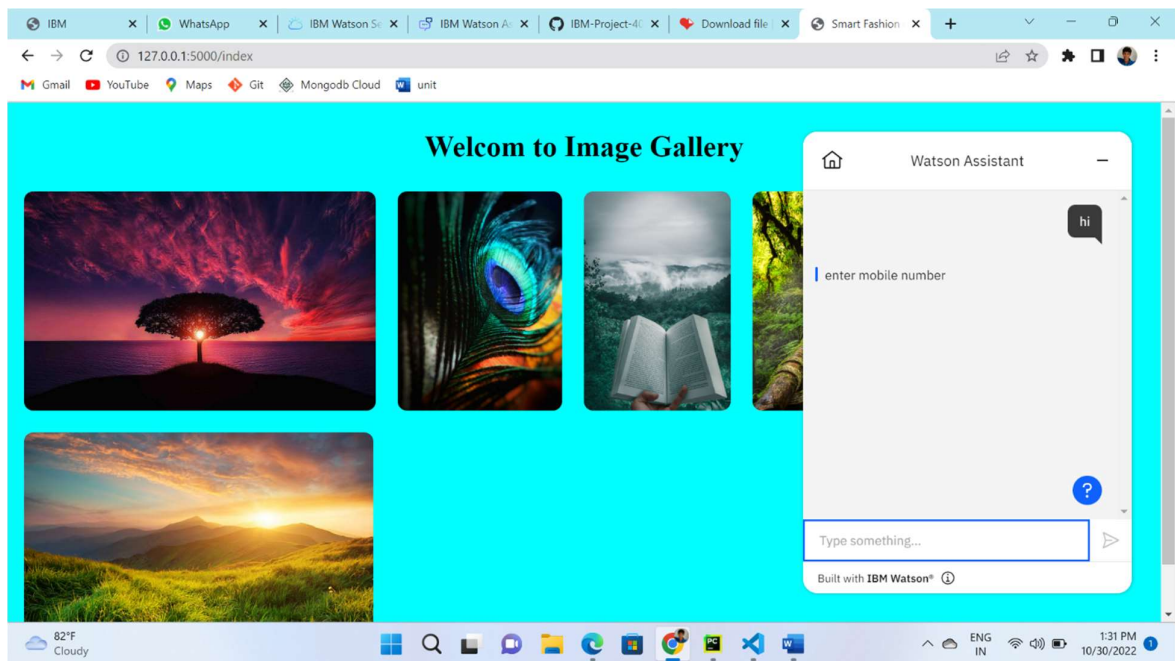 IBM
WhatsApp
IBM Watson Se
IBM Watson A
IBM-Project-4
Download file
Smart Fashion
127.0.0.1:5000/index
Gmail YouTube Maps Git Mongodb Cloud unit
Welcom to Image Gallery
Watson Assistant
hi
enter mobile number
?
Type something...
Built with IBM Watson®
82°F
Cloudy
ENG
IN
1:31 PM
10/30/2022
1